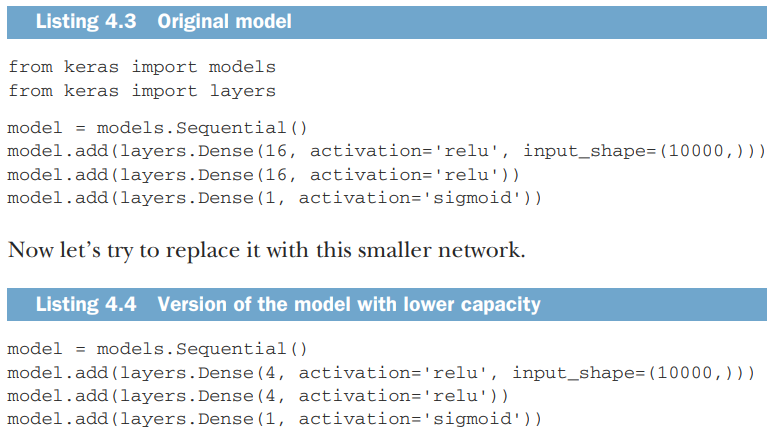 Listing 4.3 Original model
from keras import models
from keras import layers
model = models.Sequential()
model.add(layers.Dense(16, activation='relu', input_shape=(10000,)))
model.add(layers.Dense(16, activation='relu'))
model.add(layers.Dense(1, activation='sigmoid'))
Now let’s try to replace it with this smaller network.
Listing 4.4 Version of the model with lower capacity
model = models.Sequential()
model.add(layers.Dense(4, activation='relu', input_shape=(10000,)))
model.add(layers.Dense(4, activation='relu'))
model.add(layers.Dense(1, activation='sigmoid'))